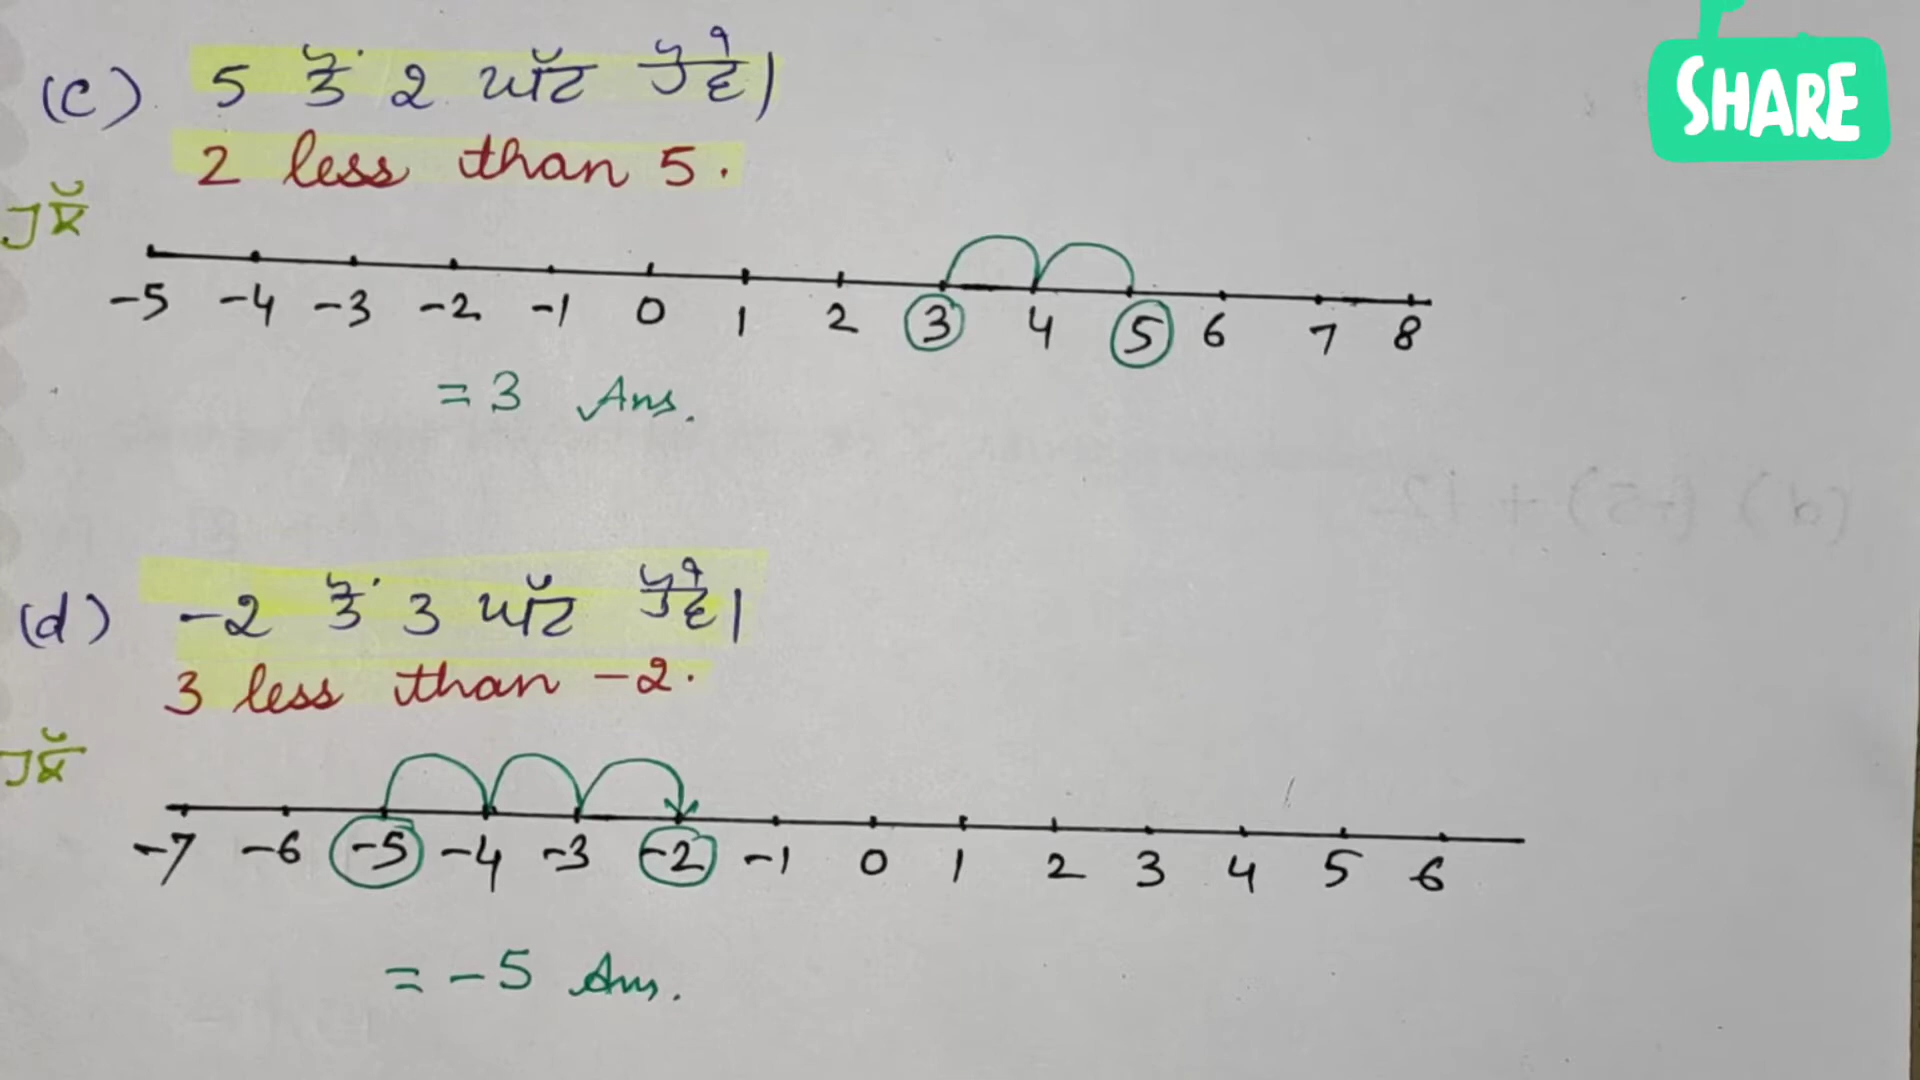 (c) 5 ਤੋਂ 2 ਘੱਟ
2 less than 5.
ਹੱਲ
-5 -4 -3 -2 -1 0 1 2 3 4 5 6 7 8
= 3 Ans.
(d) -2 ਤੋਂ 3 ਘੱਟ
3 less than -2.
ਹੱਲ
-7 -6 -5 -4 -3 -2 -1 0 1 2 3 4 5 6
= -5 Ans.
SHARE